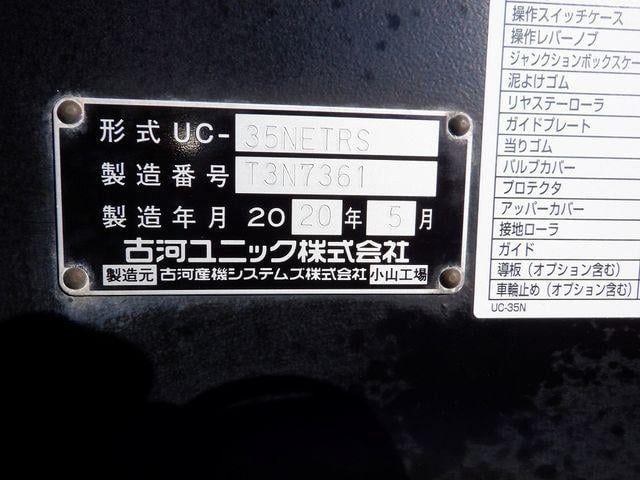 形式 UC- 35NETRS
製造番号 T3N7361
製造年月 2020年 5月
古河ユニック株式会社
製造元 古河産機システムズ株式会社 小山工場
操作スイッチケース
操作レバーノブ
ジャンクションボックスケー
泥よけゴム
リヤステーローラ
ガイドプレート
当りゴム
バルブカバー
プロテクタ
アッパーカバー
接地ローラ
ガイド
導板（オプション含む）
車輪止め（オプション含む）
UC-35N